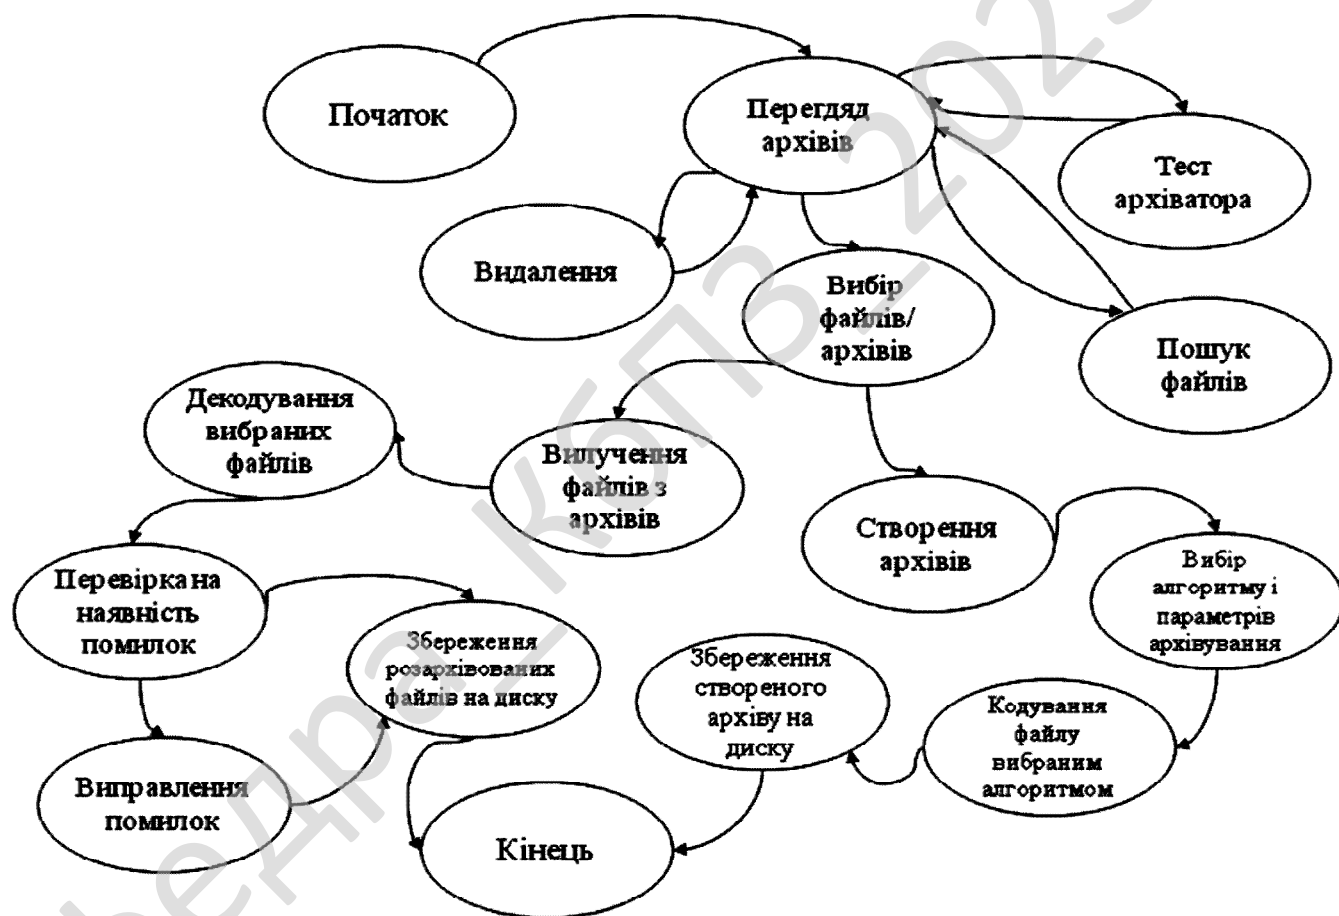 Початок
Перегдяд
архівів
Тест
архіватора
Видалення
Вибір
файлів/
архівів
Пошук
файлів
Декодування
вибраних
файлів
Вилучення
файлів з
архівів
Створення
архівів
Перевірка на
наявність
помилок
Вибір
алгоритму і
параметрів
архівування
Збереження
розархівованих
файлів на диску
Збереження
створеного
архіву на
диску
Кодування
файлу
вибраним
алгоритмом
Виправлення
помилок
Кінець
федра_КБПЗ_202